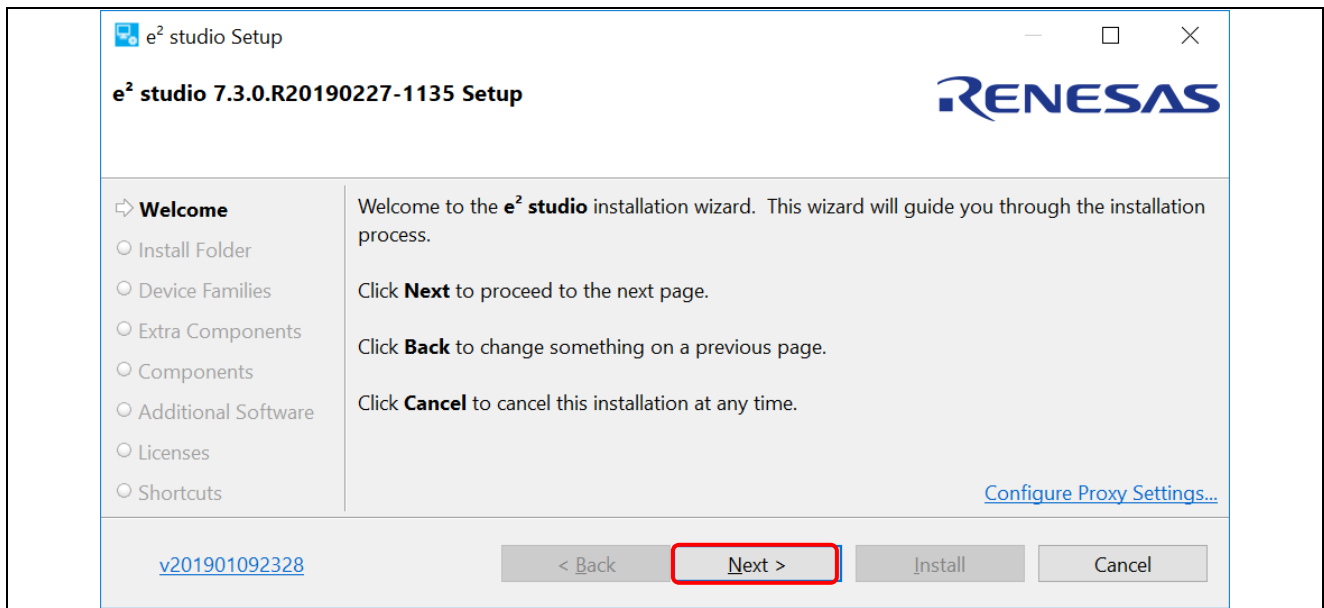 e² studio Setup
e² studio 7.3.0.R20190227-1135 Setup
RENESAS
Welcome
Install Folder
Device Families
Extra Components
Components
Additional Software
Licenses
Shortcuts
Welcome to the e² studio installation wizard.  This wizard will guide you through the installation
process.
Click Next to proceed to the next page.
Click Back to change something on a previous page.
Click Cancel to cancel this installation at any time.
Configure Proxy Settings...
v201901092328
< Back
Next >
Install
Cancel